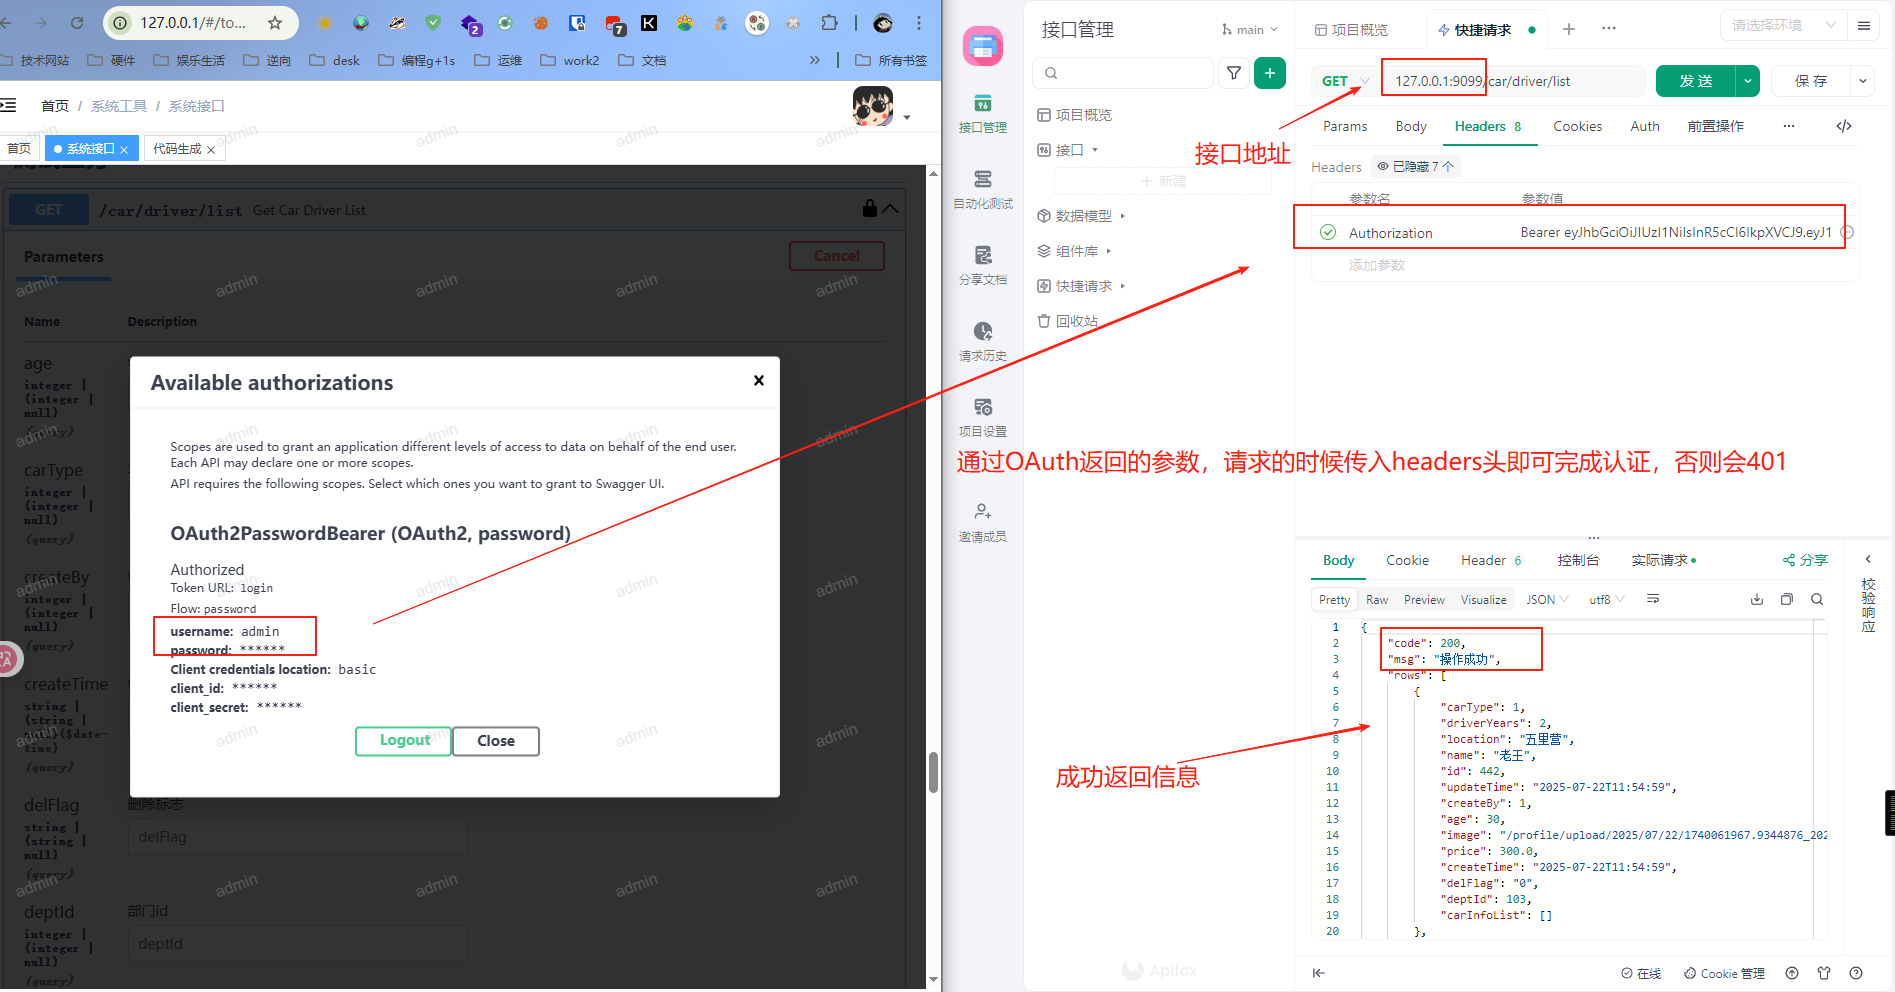 127.0.0.1/#/to...
2
7
技术网站
硬件
娱乐生活
逆向
desk
编程g+1s
运维
work2
文档
»
所有书签
首页 / 系统工具 / 系统接口
首页
系统接口 ×
代码生成 ×
GET
/car/driver/list Get Car Driver List
Parameters
Cancel
Name
Description
age
integer |
(integer |
null)
(query)
carType
integer |
(integer |
null)
(query)
createBy
integer |
(integer |
null)
(query)
createTime
string |
(string |
null)($date-
time)
(query)
delFlag
删除标志
string |
(string |
null)
delFlag
(query)
deptId
部门id
integer |
(integer |
null)
deptId
(query)
Available authorizations
Scopes are used to grant an application different levels of access to data on behalf of the end user.
Each API may declare one or more scopes.
API requires the following scopes. Select which ones you want to grant to Swagger UI.
OAuth2PasswordBearer (OAuth2, password)
Authorized
Token URL: login
Flow: password
username: admin
password: ******
Client credentials location: basic
client_id: ******
client_secret: ******
Logout
Close
admin
接口管理
自动化测试
分享文档
请求历史
项目设置
邀请成员
接口管理
main
项目概览
接口
+ 新建
数据模型
组件库
快捷请求
回收站
项目概览
快捷请求
请选择环境
GET
127.0.0.1:9099/car/driver/list
发 送
保 存
接口地址
Params
Body
Headers 8
Cookies
Auth
前置操作
Headers
已隐藏 7 个
参数名
参数值
Authorization
Bearer eyJhbGciOiJIUzI1NiIsInR5cCI6IkpXVCJ9.eyJ1
添加参数
通过OAuth返回的参数，请求的时候传入headers头即可完成认证，否则会401
Body
Cookie
Header 6
控制台
实际请求
分享
校验响应
Pretty
Raw
Preview
Visualize
JSON
utf8
成功返回信息
1 {
2 "code": 200,
3 "msg": "操作成功",
4 "rows": [
5 {
6 "carType": 1,
7 "driverYears": 2,
8 "location": "五里营",
9 "name": "老王",
10 "id": 442,
11 "updateTime": "2025-07-22T11:54:59",
12 "createBy": 1,
13 "age": 30,
14 "image": "/profile/upload/2025/07/22/1740061967.9344876_202
15 "price": 300.0,
16 "createTime": "2025-07-22T11:54:59",
17 "delFlag": "0",
18 "deptId": 103,
19 "carInfoList": []
20 },
Apifox
在线
Cookie 管理